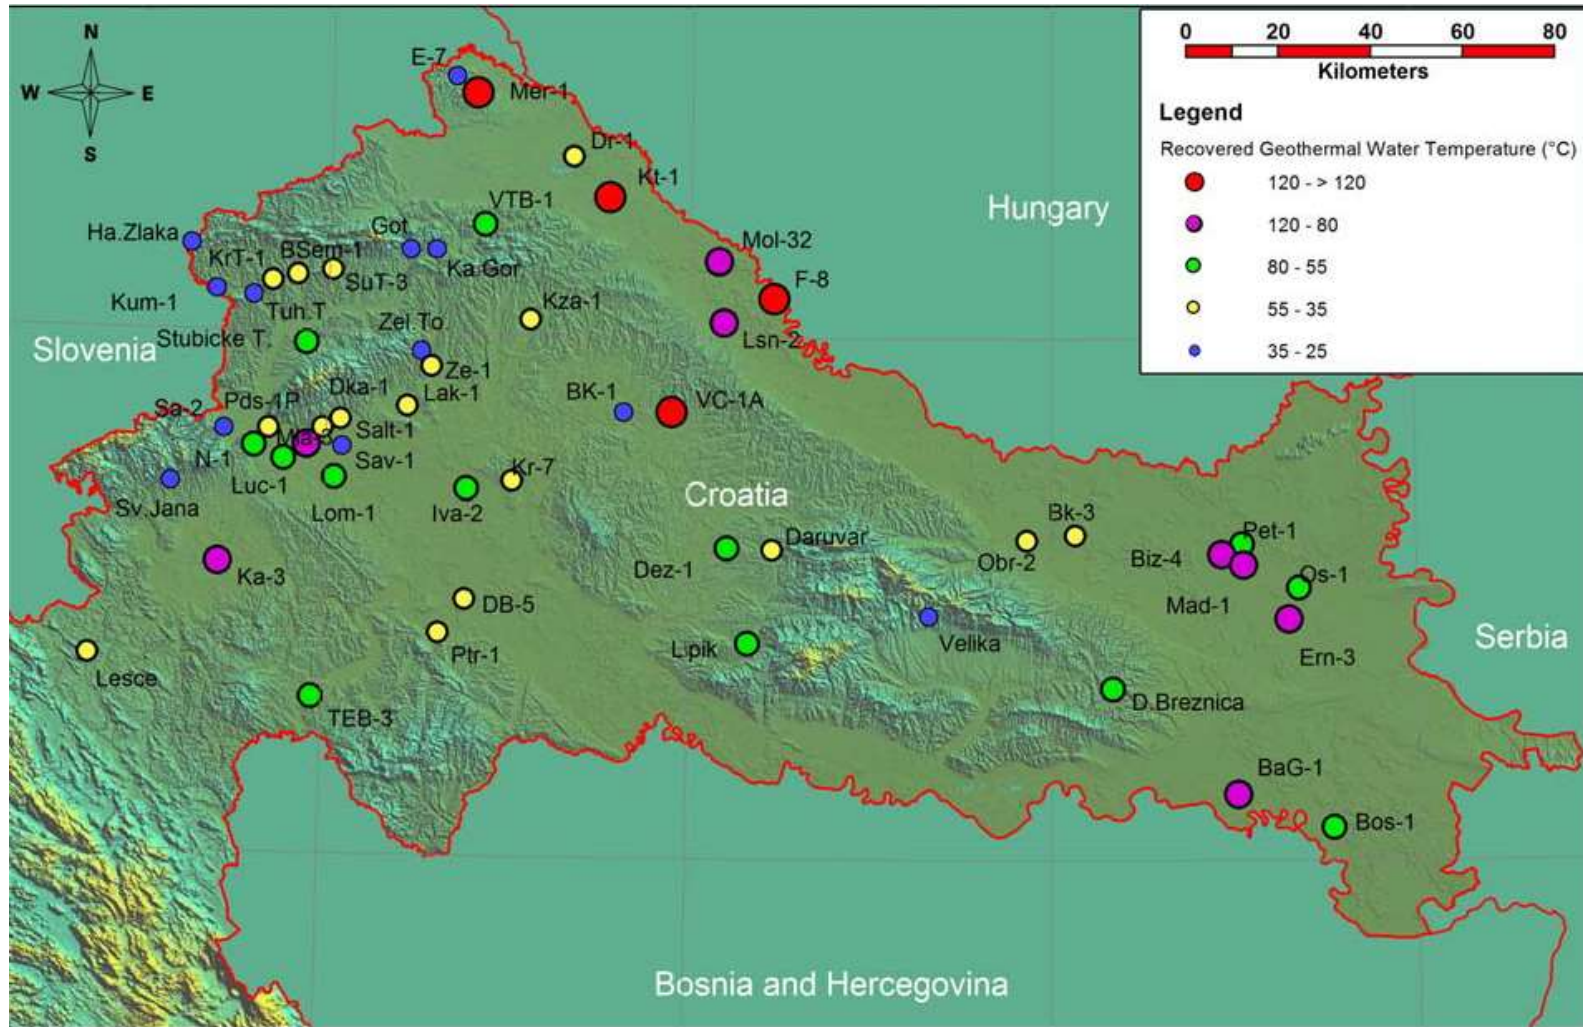 N
W E
S
0 20 40 60 80
Kilometers
Legend
Recovered Geothermal Water Temperature (°C)
120 - > 120
120 - 80
80 - 55
55 - 35
35 - 25
E-7
Mer-1
Dr-1
Kt-1
VTB-1
Hungary
Ha.Zlaka
Got
KrT-1
BSem-1
Ka.Gor
SuT-3
Mol-32
F-8
Kum-1
Tuh.T
Kza-1
Stubicke T.
Zel.To.
Lsn-2
Slovenia
Ze-1
Dka-1
Lak-1
BK-1
VC-1A
Sa-2
Pds-1P
Salt-1
Mla-3
N-1
Sav-1
Luc-1
Kr-7
Sv.Jana
Lom-1
Iva-2
Croatia
Bk-3
Daruvar
Pet-1
Dez-1
Obr-2
Biz-4
Ka-3
Os-1
DB-5
Mad-1
Velika
Lipik
Serbia
Ptr-1
Ern-3
Lesce
D.Breznica
TEB-3
BaG-1
Bos-1
Bosnia and Hercegovina